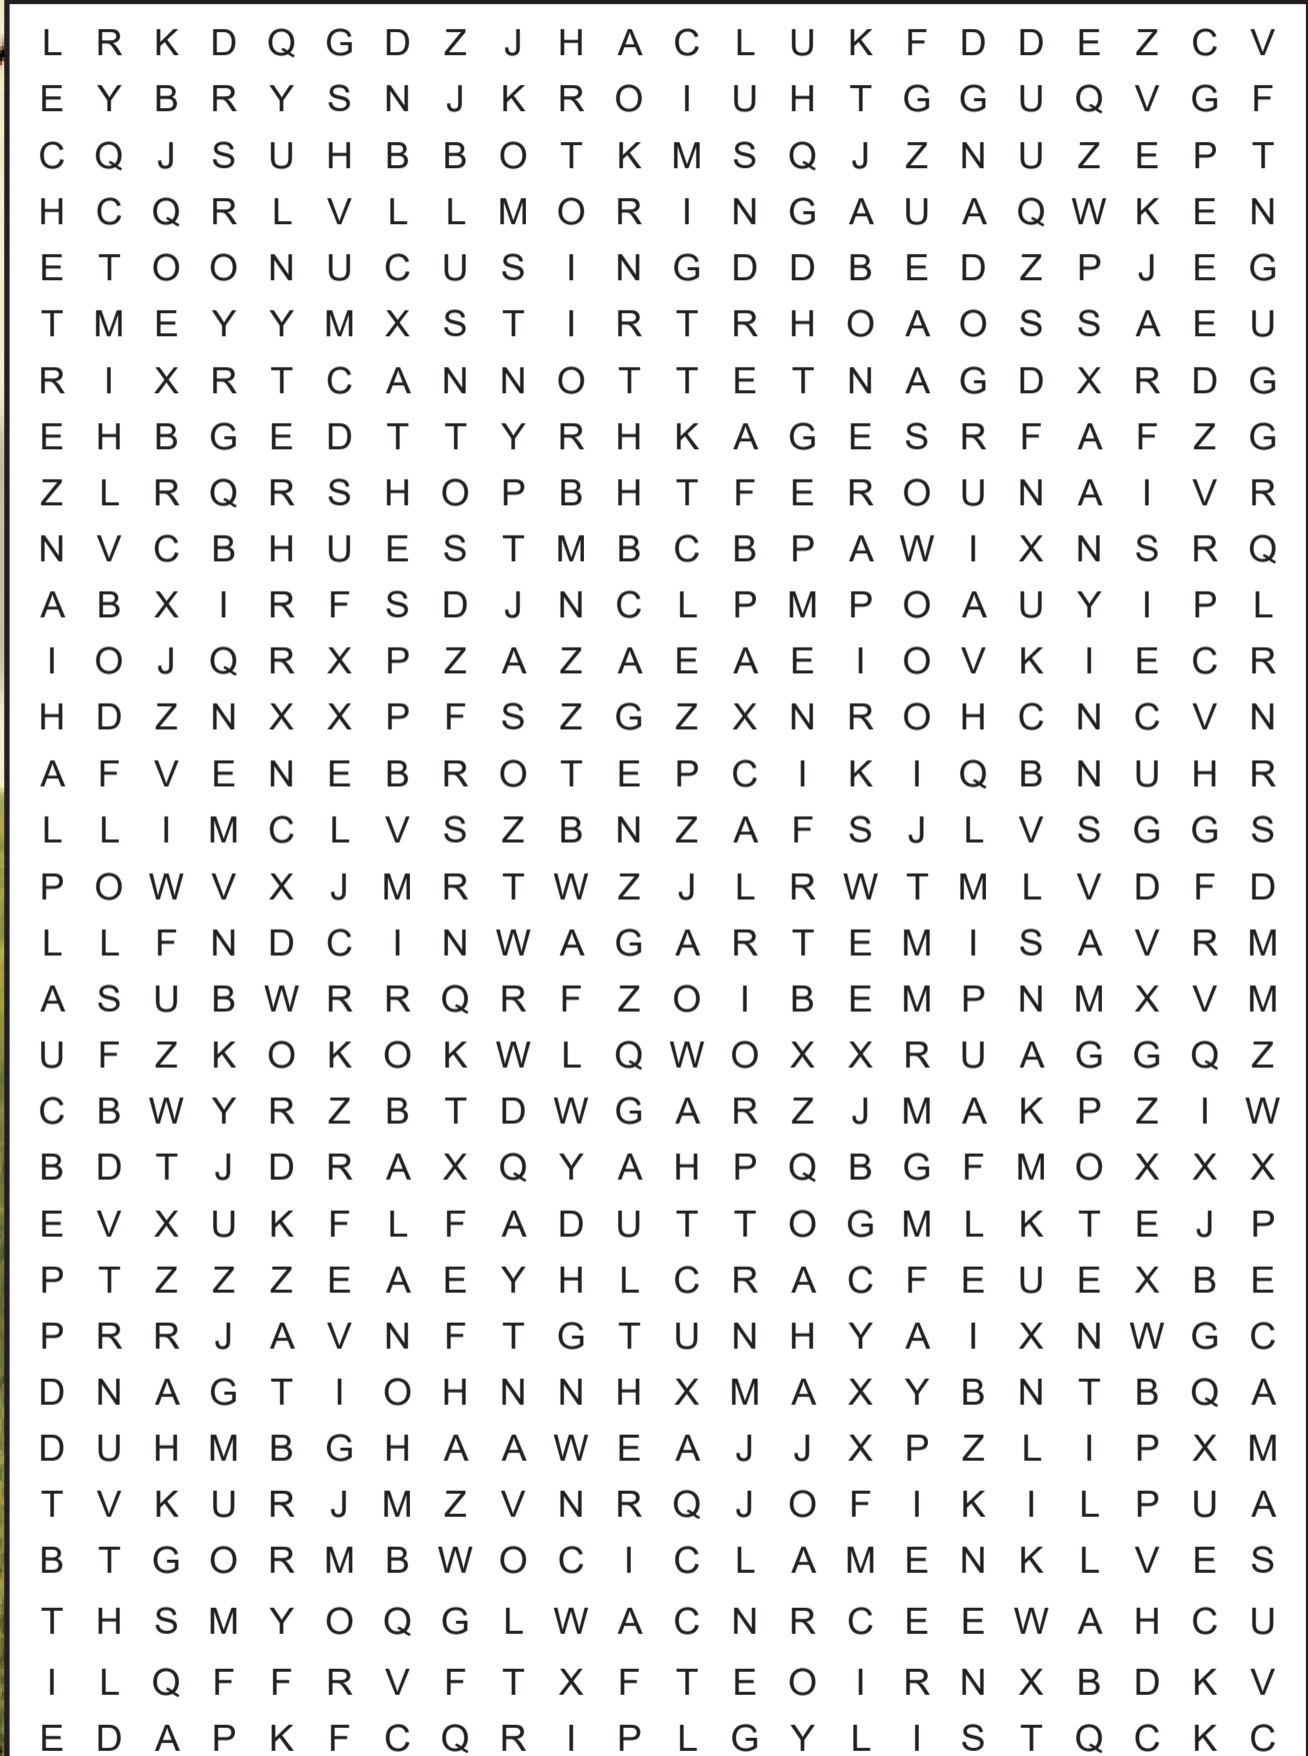 L R K D Q G D Z J H A C L U K F D D E Z C V
E Y B R Y S N J K R O I U H T G G U Q V G F
C Q J S U H B B O T K M S Q J Z N U Z E P T
H C Q R L V L L M O R I N G A U A Q W K E N
E T O O N U C U S I N G D D B E D Z P J E G
T M E Y Y M X S T I R T R H O A O S S A E U
R I X R T C A N N O T T E T N A G D X R D G
E H B G E D T T Y R H K A G E S R F A F Z G
Z L R Q R S H O P B H T F E R O U N A I V R
N V C B H U E S T M B C B P A W I X N S R Q
A B X I R F S D J N C L P M P O A U Y I P L
I O J Q R X P Z A Z A E A E I O V K I E C R
H D Z N X X P F S Z G Z X N R O H C N C V N
A F V E N E B R O T E P C I K I Q B N U H R
L L I M C L V S Z B N Z A F S J L V S G G S
P O W V X J M R T W Z J L R W T M L V D F D
L L F N D C I N W A G A R T E M I S A V R M
A S U B W R R Q R F Z O I B E M P N M X V M
U F Z K O K O K W L Q W O X X R U A G G Q Z
C B W Y R Z B T D W G A R Z J M A K P Z I W
B D T J D R A X Q Y A H P Q B G F M O X X X
E V X U K F L F A D U T T O G M L K T E J P
P T Z Z Z E A E Y H L C R A C F E U E X B E
P R R J A V N F T G T U N H Y A I X N W G C
D N A G T I O H N N H X M A X Y B N T B Q A
D U H M B G H A A W E A J J X P Z L I P X M
T V K U R J M Z V N R Q J O F I K I L P U A
B T G O R M B W O C I C L A M E N K L V E S
T H S M Y O Q G L W A C N R C E E W A H C U
I L Q F F R V F T X F T E O I R N X B D K V
E D A P K F C Q R I P L G Y L I S T Q C K C